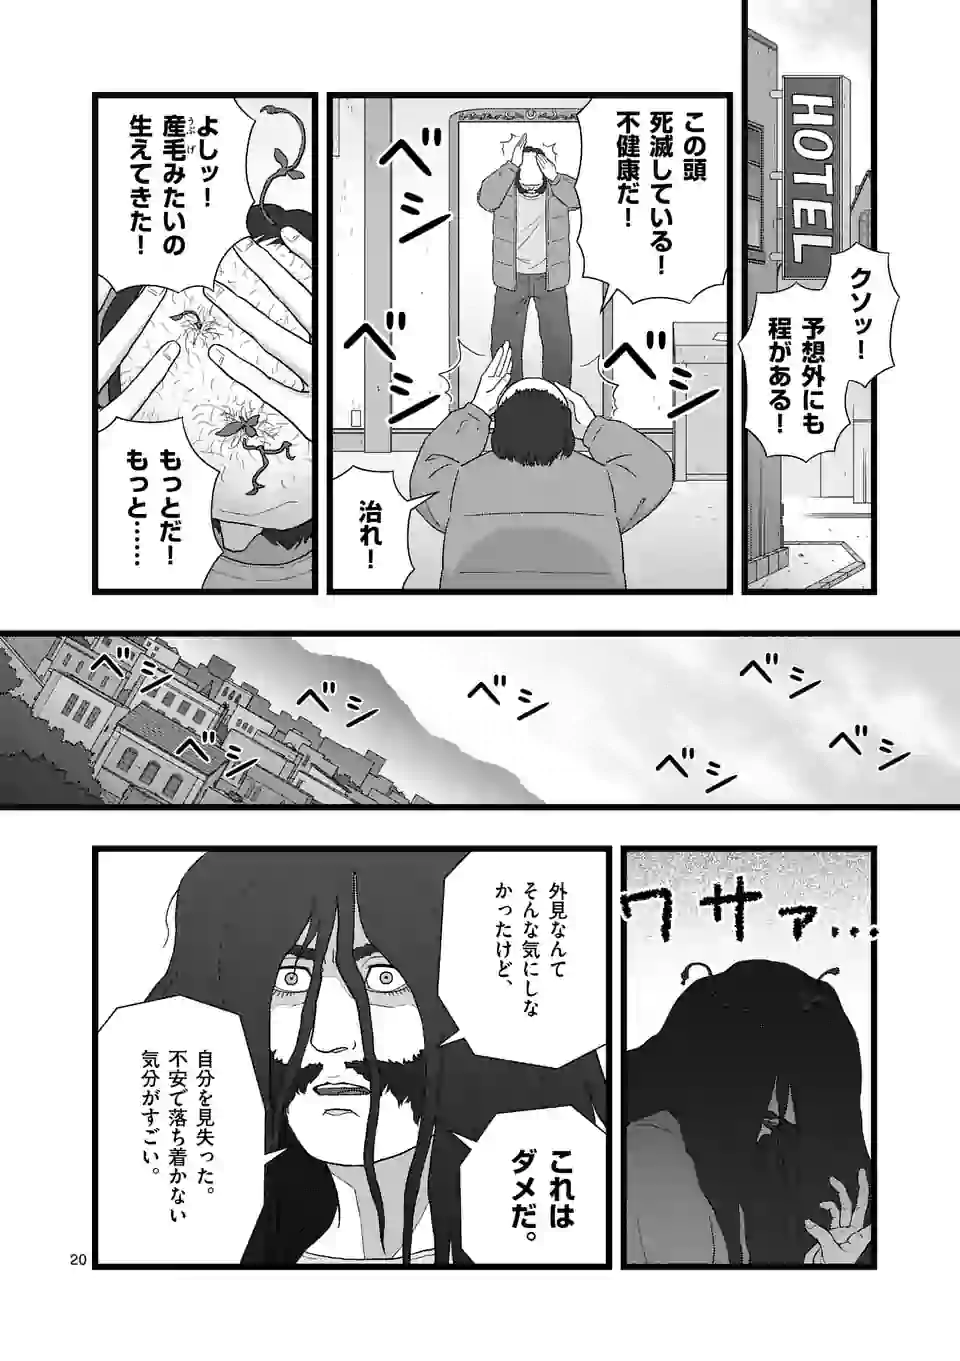 HOTEL
クソッ！
予想外にも
程がある！
この頭
死滅している！
不健康だ！
ベシ
ベシ
ベシ
ベシ
治れ！
よしッ！
産毛みたいの
うぶげ
生えてきた！
もっとだ！
もっと……
ベシ
ベシ
ベシ
ベシ
ベシ
ベシ
ベシ
ワサァ…
外見なんて
そんな気にしな
かったけど、
これは
ダメだ。
自分を見失った。
不安で落ち着かない
気分がすごい。
20